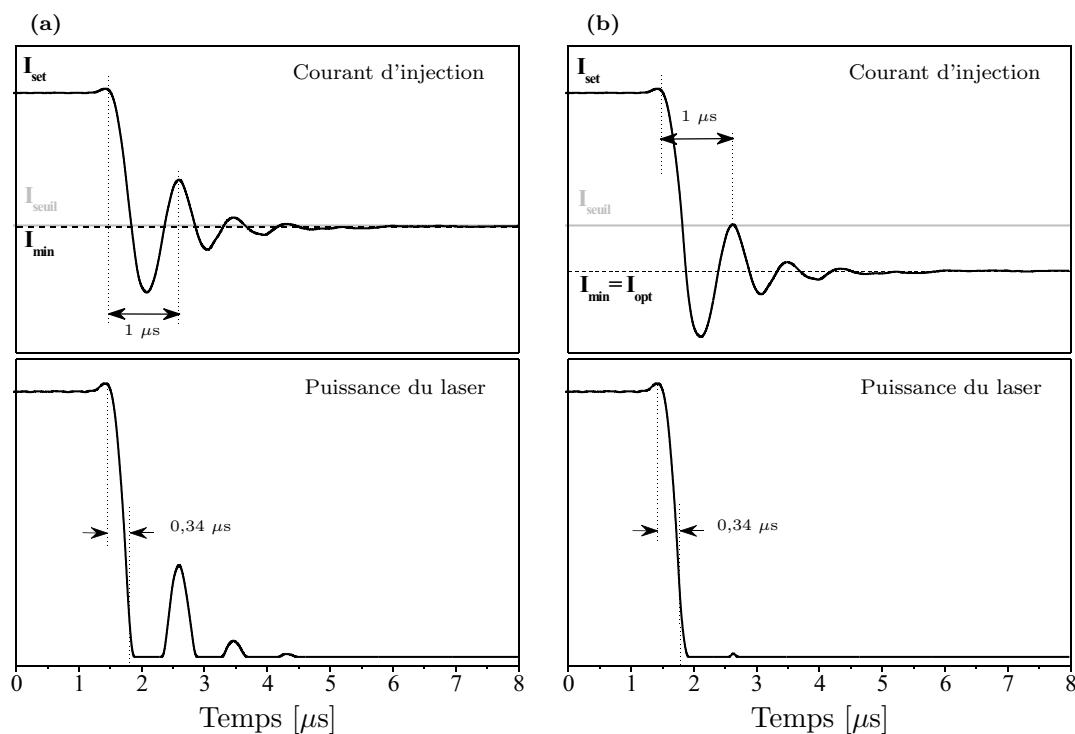 (a)
I_set
Courant d'injection
I_seuil
I_min
1 μs
Puissance du laser
0,34 μs
0 1 2 3 4 5 6 7 8
Temps [μs]
(b)
I_set
Courant d'injection
1 μs
I_seuil
I_min=I_opt
Puissance du laser
0,34 μs
0 1 2 3 4 5 6 7 8
Temps [μs]